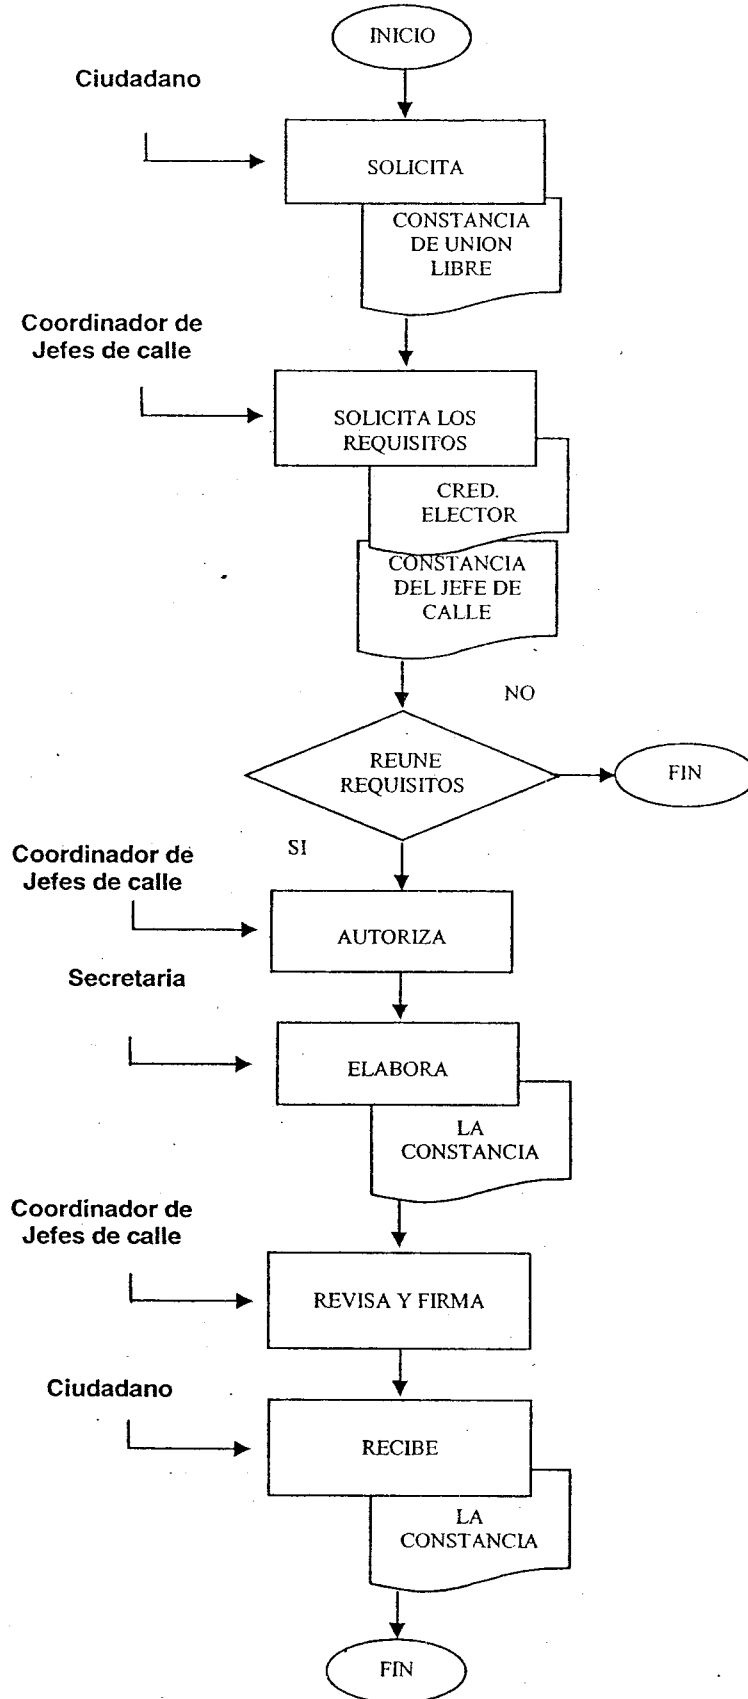 INICIO
Ciudadano
SOLICITA
CONSTANCIA
DE UNION
LIBRE
Coordinador de
Jefes de calle
SOLICITA LOS
REQUISITOS
CRED.
ELECTOR
CONSTANCIA
DEL JEFE DE
CALLE
NO
REUNE
REQUISITOS
FIN
SI
Coordinador de
Jefes de calle
AUTORIZA
Secretaria
ELABORA
LA
CONSTANCIA
Coordinador de
Jefes de calle
REVISA Y FIRMA
Ciudadano
RECIBE
LA
CONSTANCIA
FIN